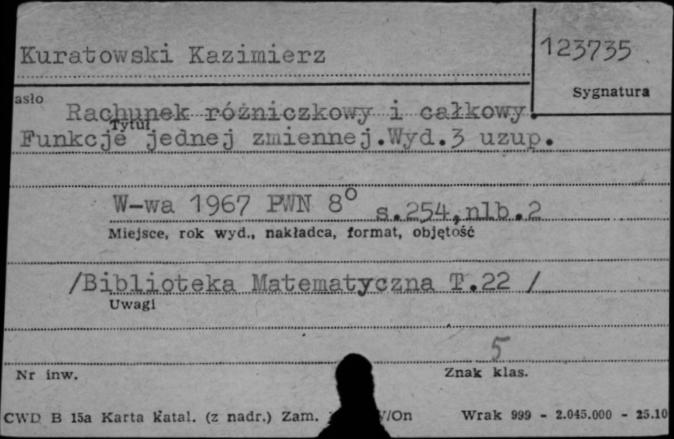 Kuratowski Kazimierz
123735
Sygnatura
asło
Rachunek różniczkowy i całkowy.
Tytuł
Funkcje jednej zmiennej.Wyd.3 uzup.
W-wa 1967 PWN 8° s.254,nlb.2
Miejsce, rok wyd., nakładca, format, objętość
/Biblioteka Matematyczna T.22 /
Uwagi
5
Nr inw.
Znak klas.
CWD B 15a Karta Katal. (z nadr.) Zam. /On Wrak 999 - 2.045.000 - 25.10